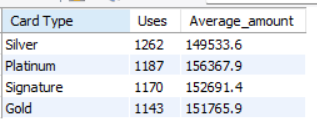 Card Type Uses Average_amount
Silver 1262 149533.6
Platinum 1187 156367.9
Signature 1170 152691.4
Gold 1143 151765.9